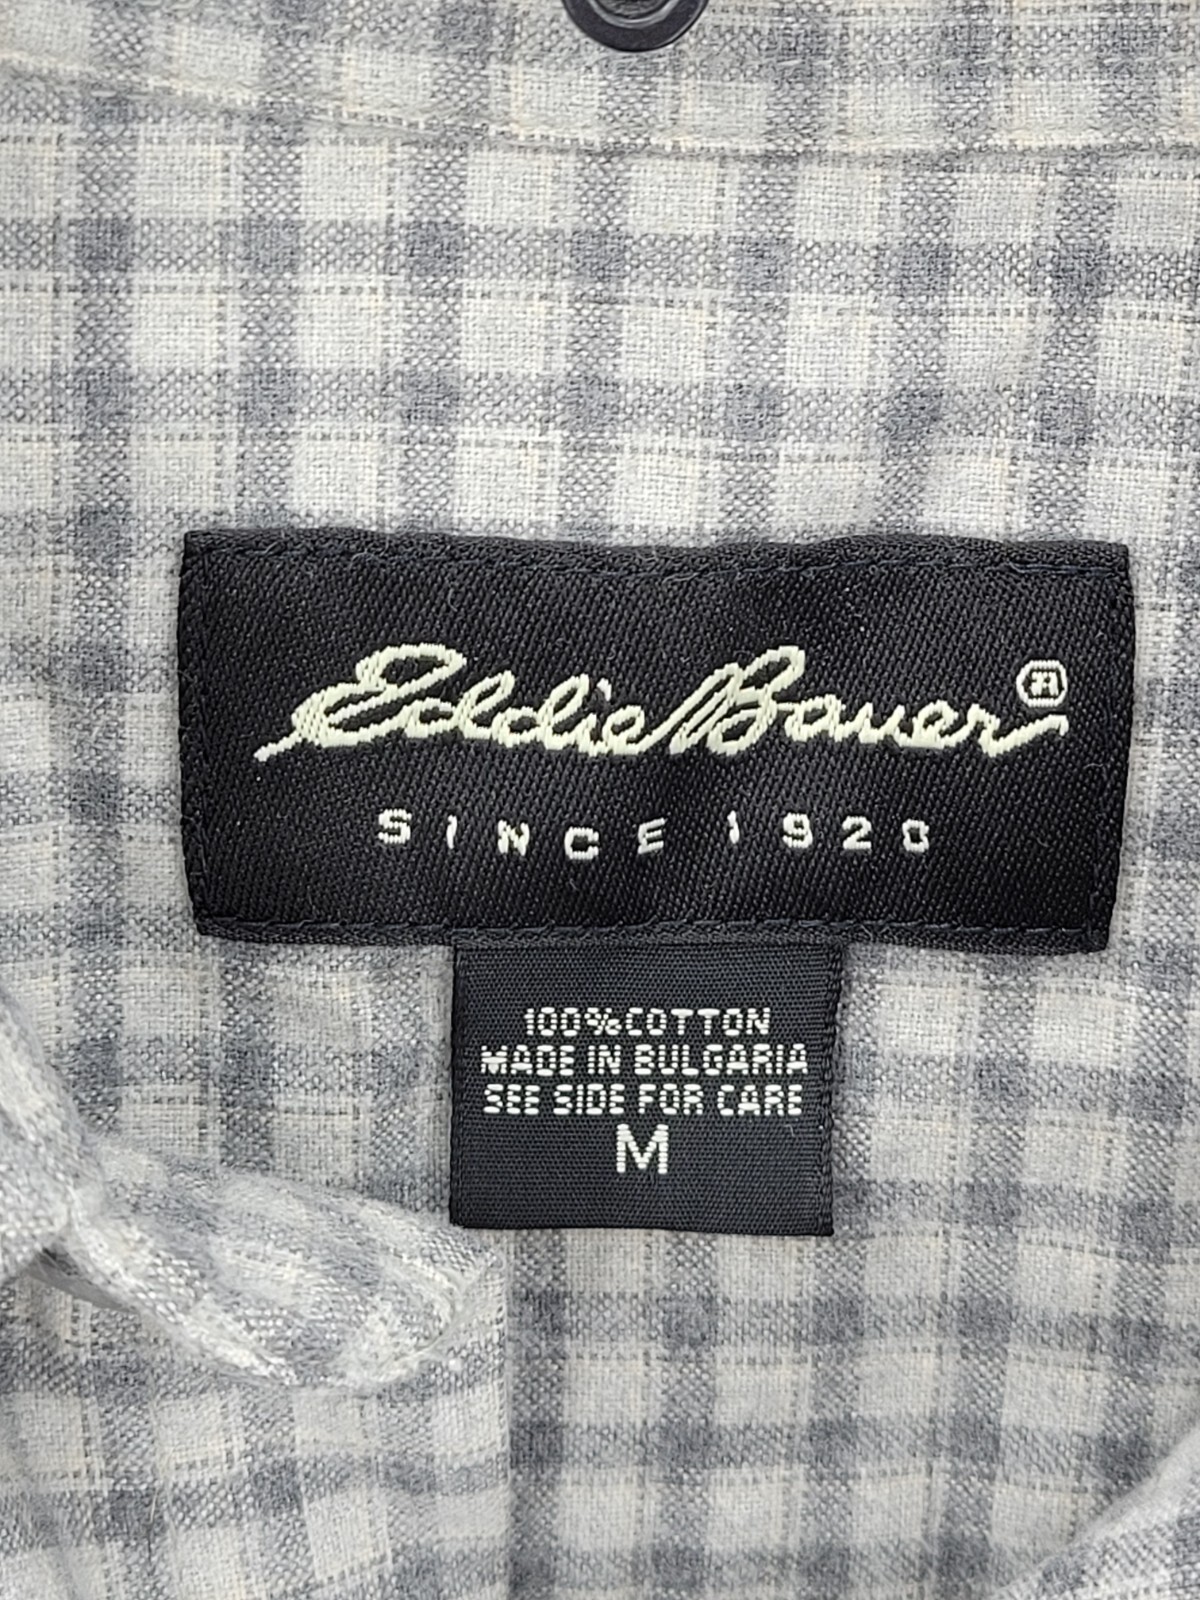 Eddie Bauer®
SINCE 1920
100%COTTON
MADE IN BULGARIA
SEE SIDE FOR CARE
M